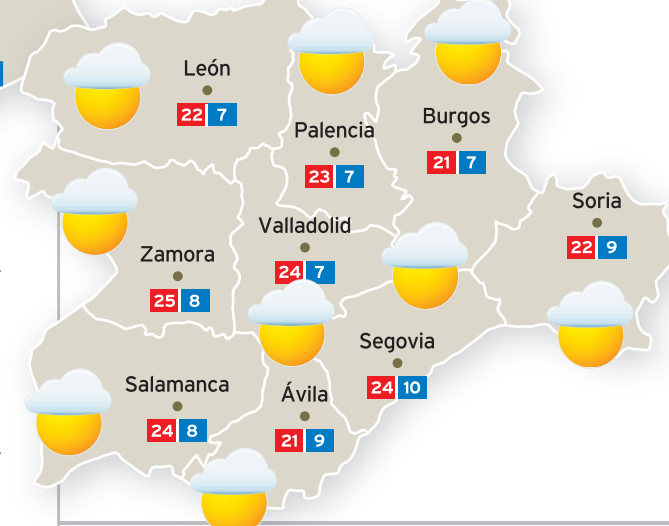 León
22 7
Palencia
23 7
Burgos
21 7
Soria
22 9
Valladolid
24 7
Zamora
25 8
Segovia
24 10
Salamanca
24 8
Ávila
21 9